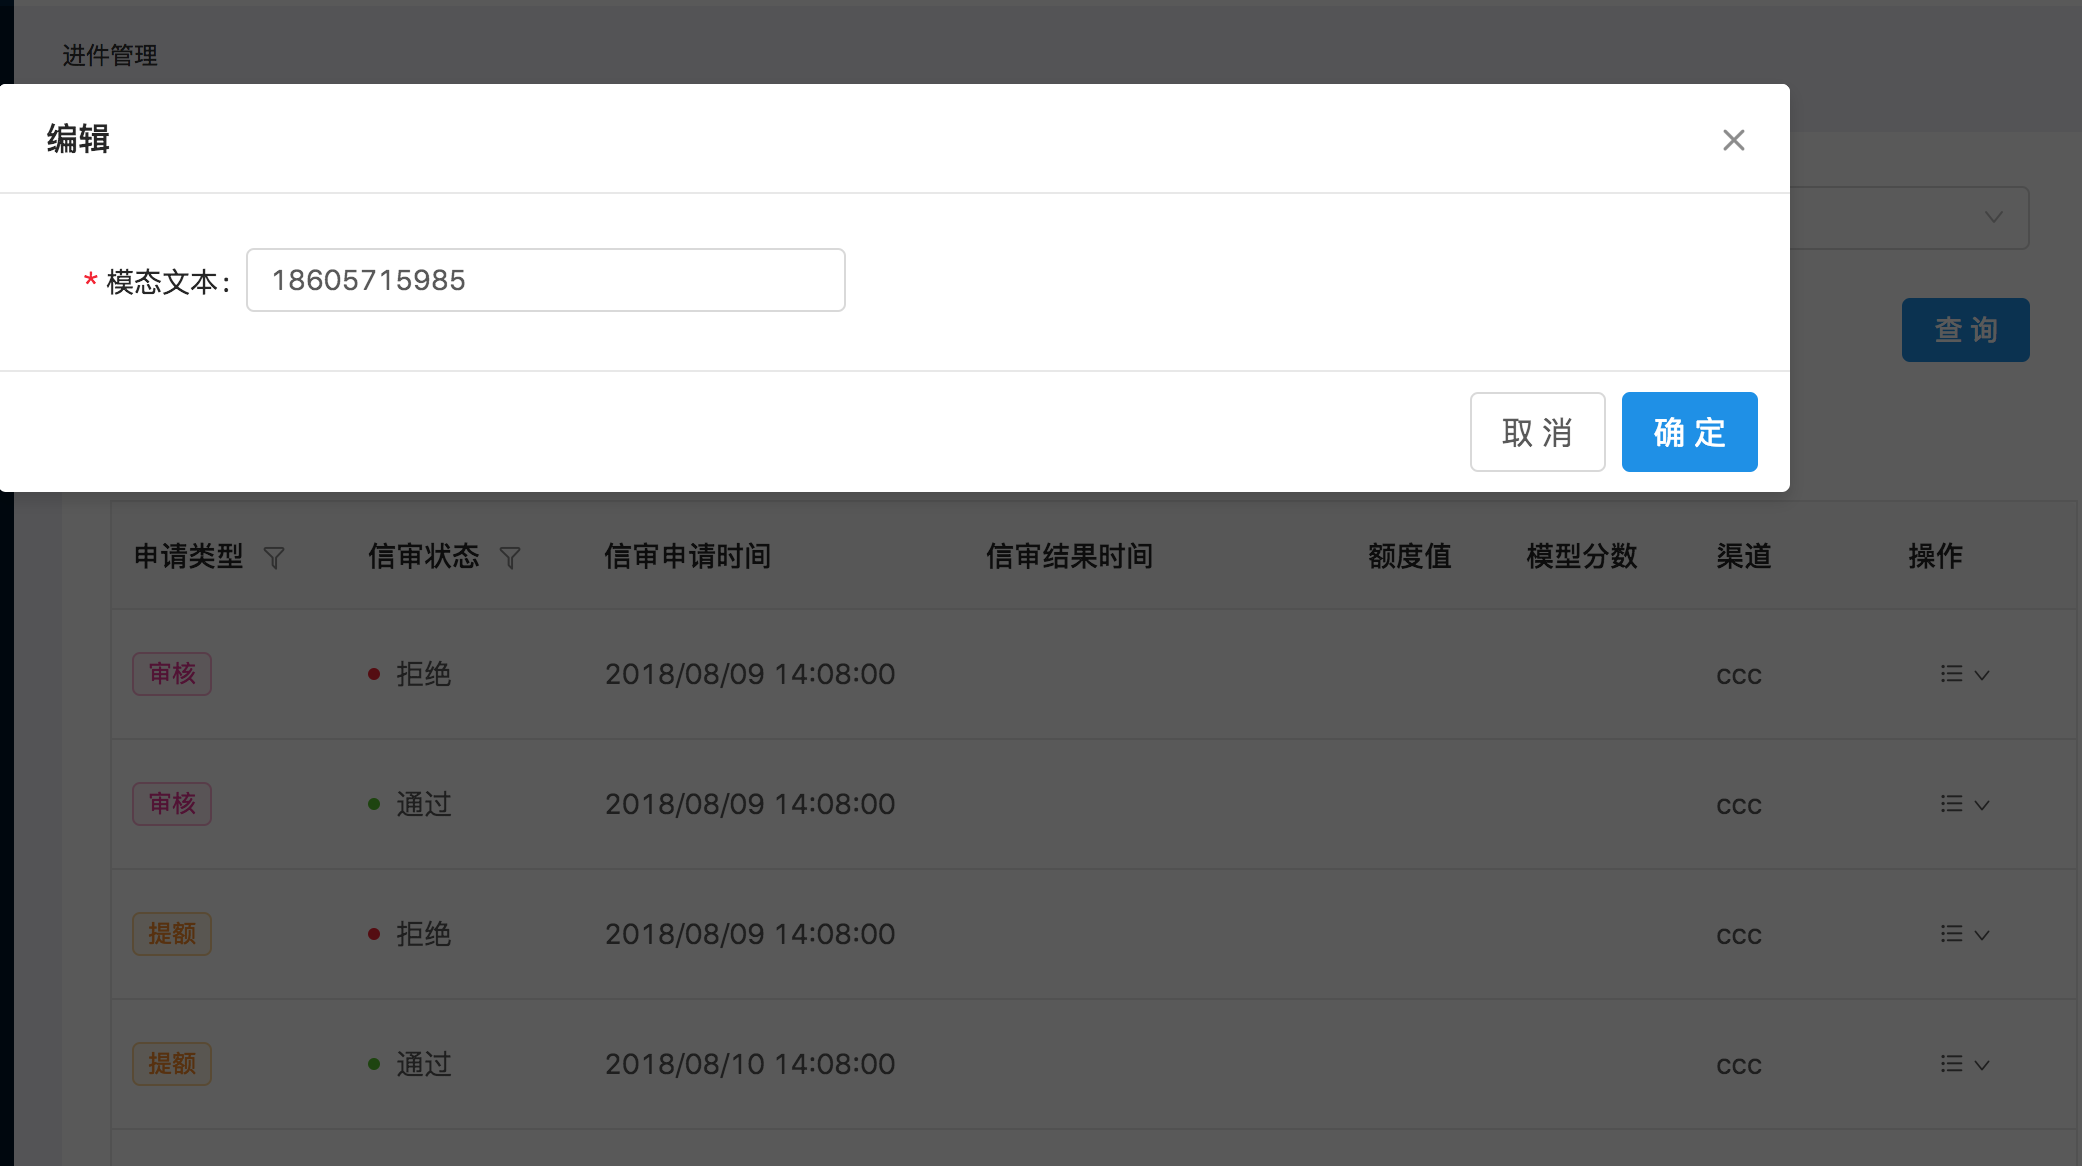 进件管理
编辑
* 模态文本:
18605715985
查 询
取 消
确 定
申请类型 信审状态 信审申请时间 信审结果时间 额度值 模型分数 渠道 操作
审核 拒绝 2018/08/09 14:08:00 ccc
审核 通过 2018/08/09 14:08:00 ccc
提额 拒绝 2018/08/09 14:08:00 ccc
提额 通过 2018/08/10 14:08:00 ccc